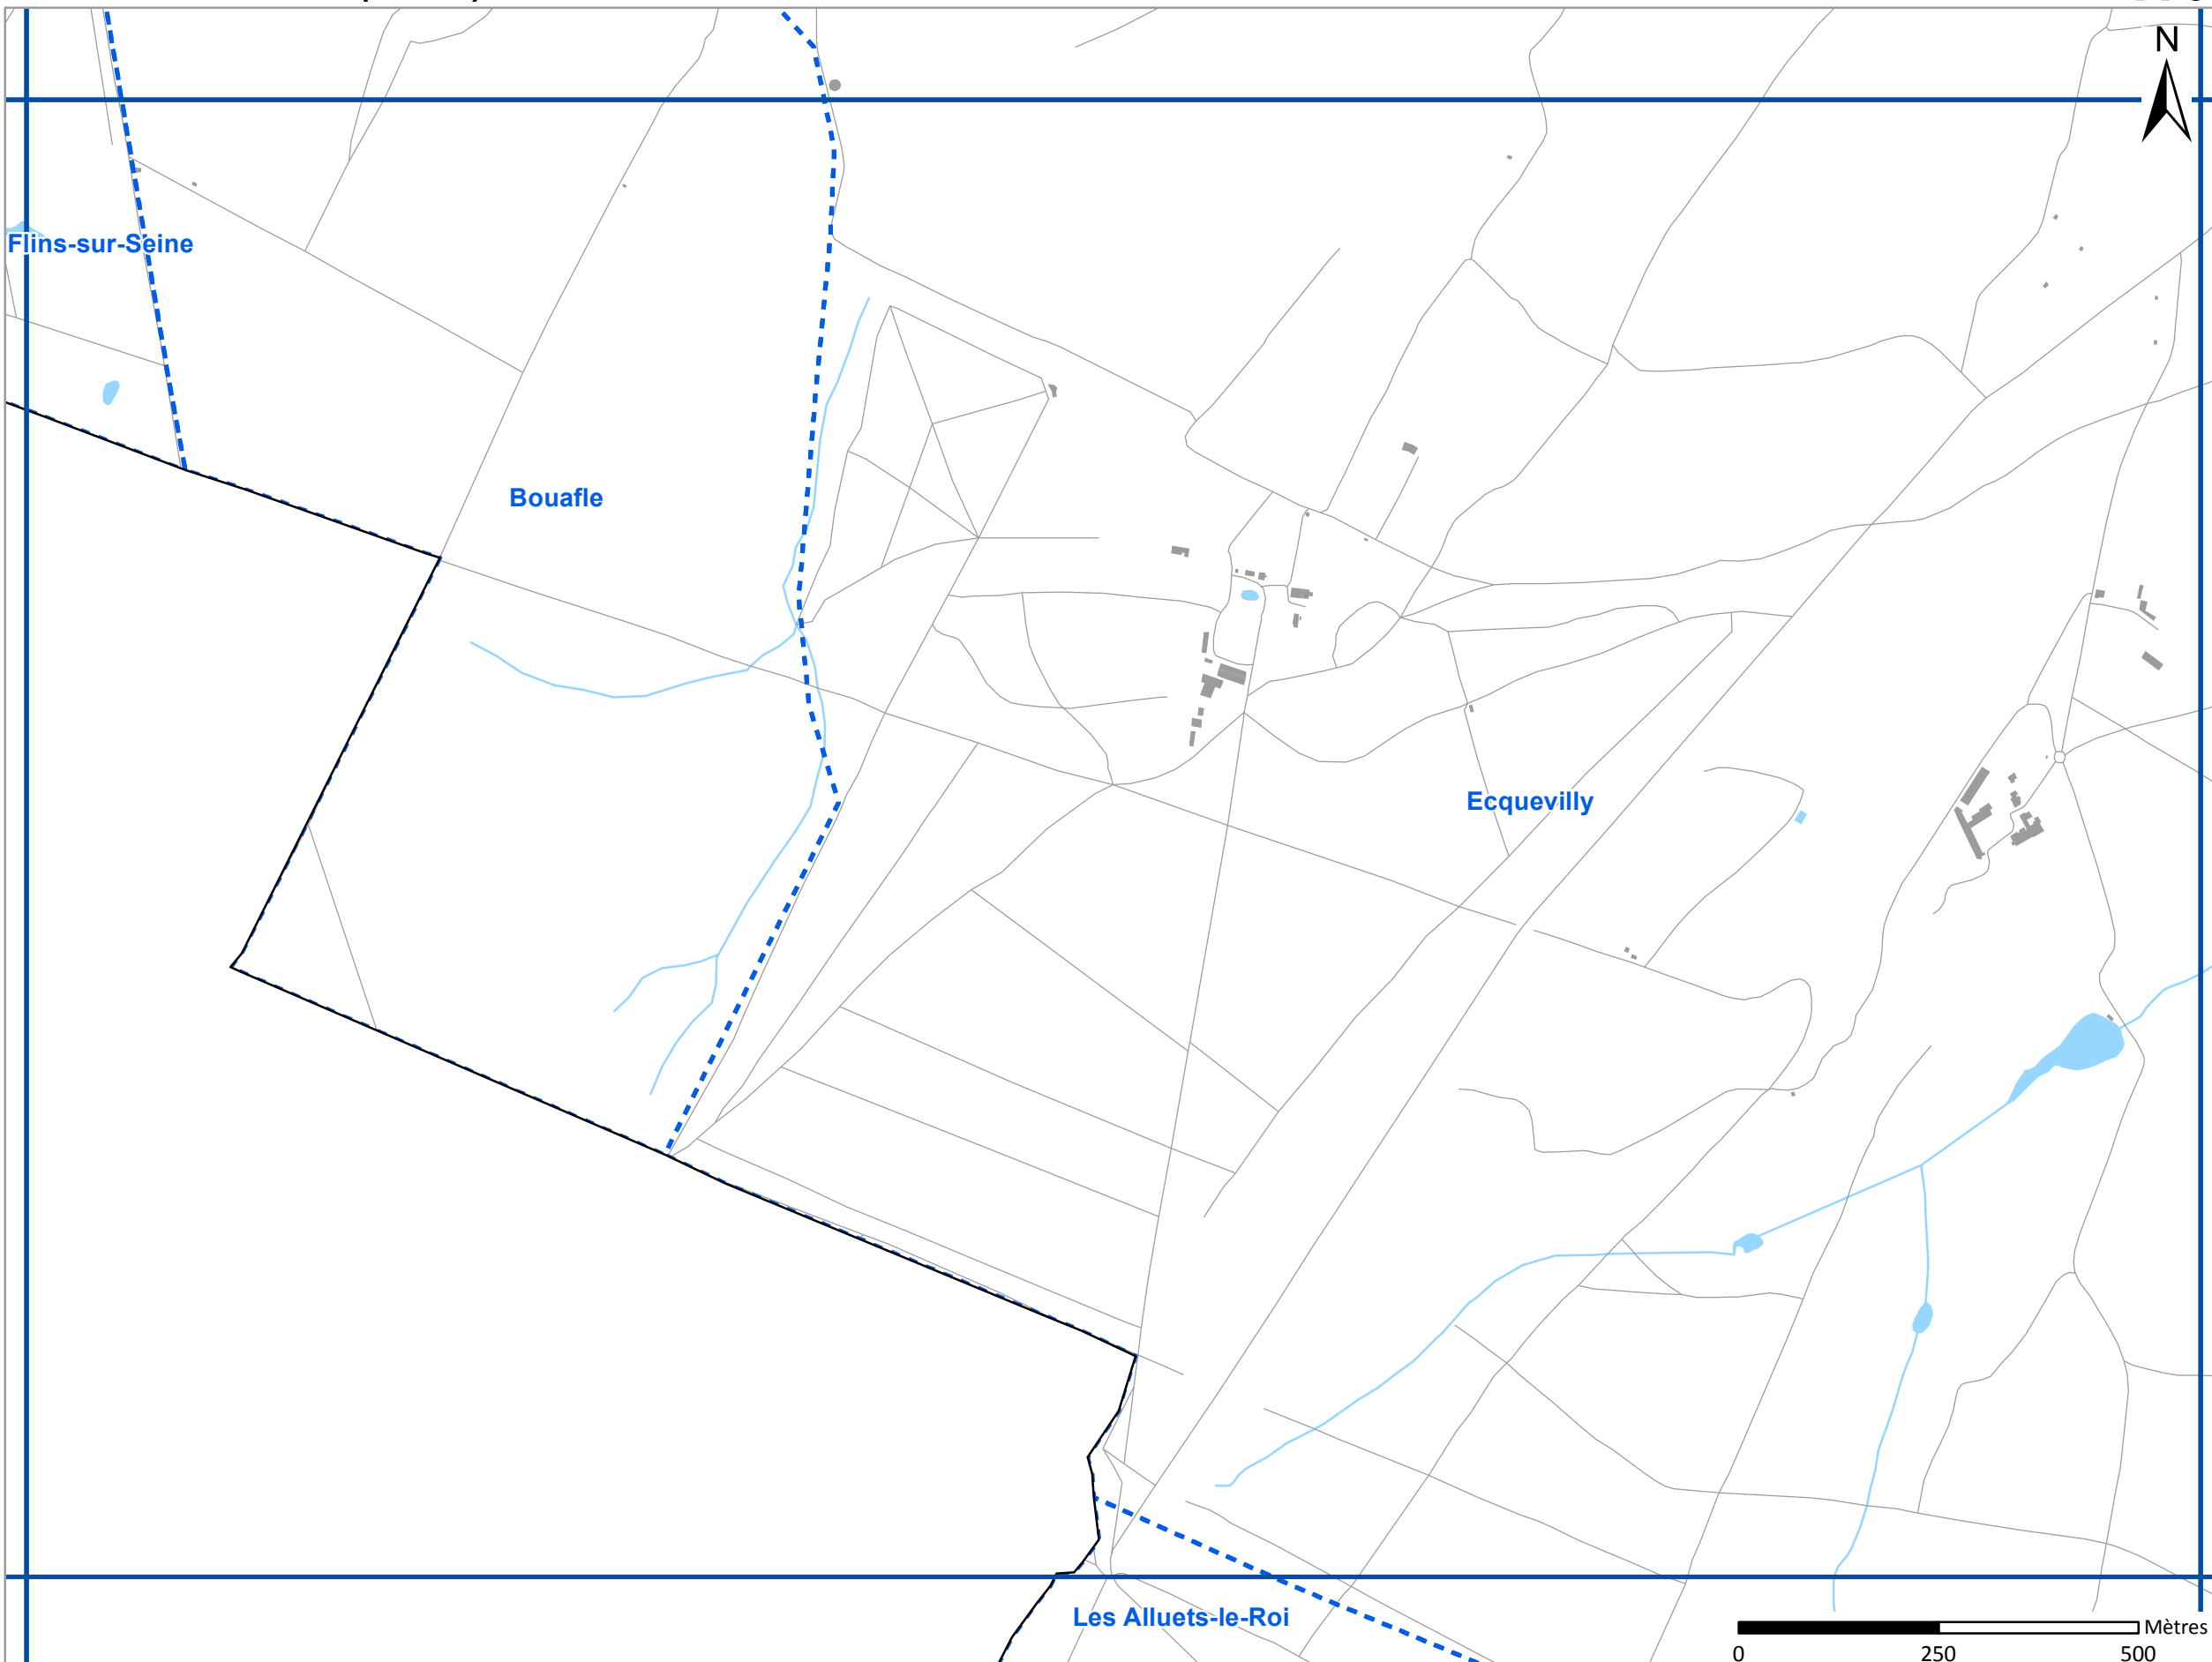 N
Flins-sur-Seine
Bouafle
Ecquevilly
Les Alluets-le-Roi
Mètres
0 250 500